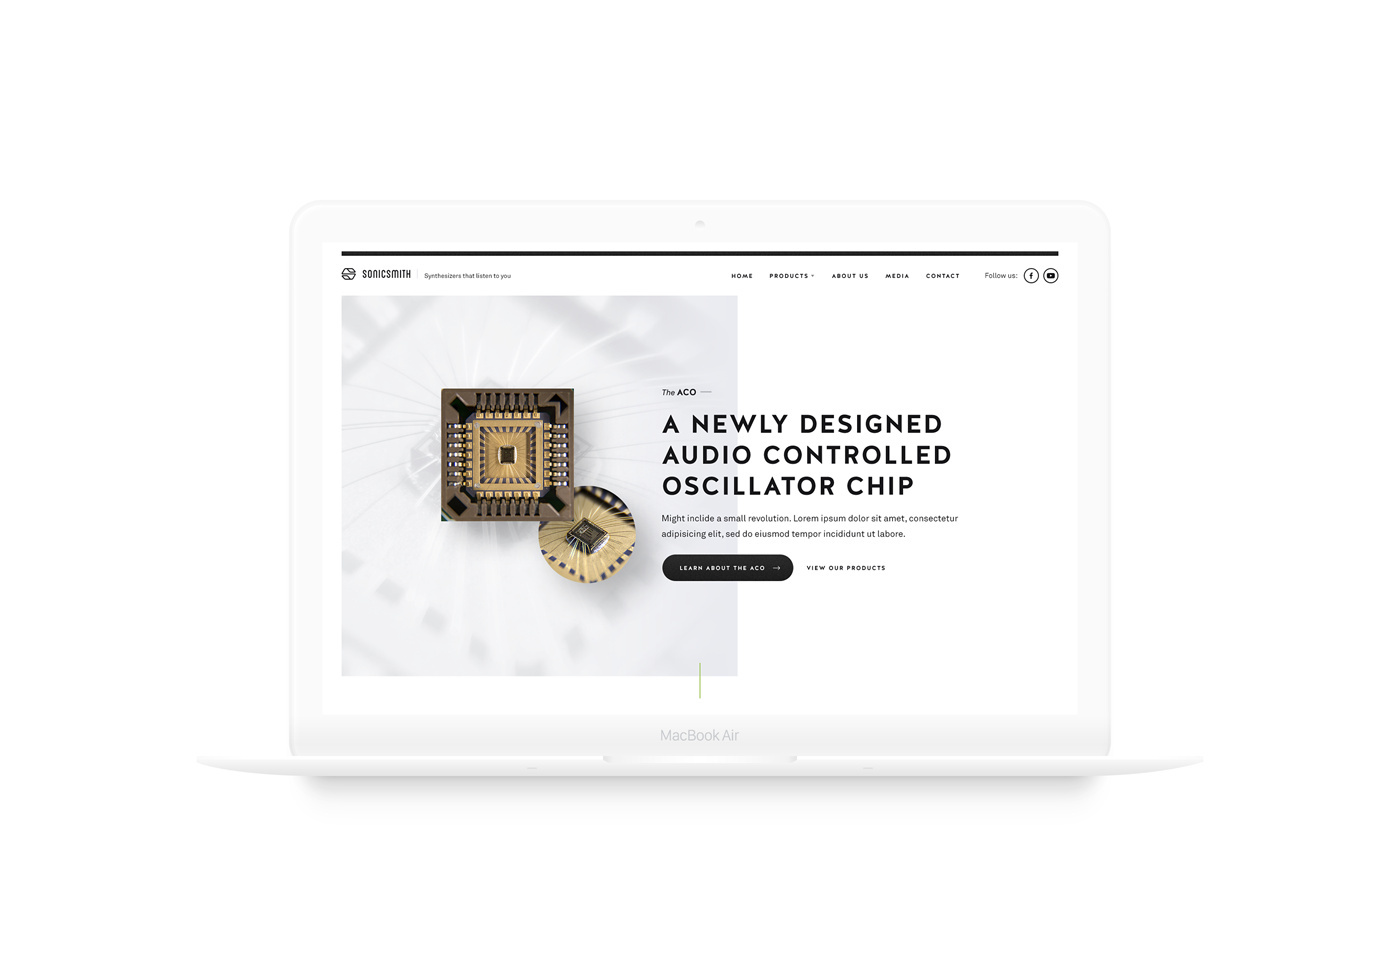 SONICSMITH
Synthesizers that listen to you
HOME PRODUCTS ABOUT US MEDIA CONTACT
Follow us:
The ACO
A NEWLY DESIGNED
AUDIO CONTROLLED
OSCILLATOR CHIP
Might inclide a small revolution. Lorem ipsum dolor sit amet, consectetur
adipisicing elit, sed do eiusmod tempor incididunt ut labore.
LEARN ABOUT THE ACO →
VIEW OUR PRODUCTS
MacBook Air